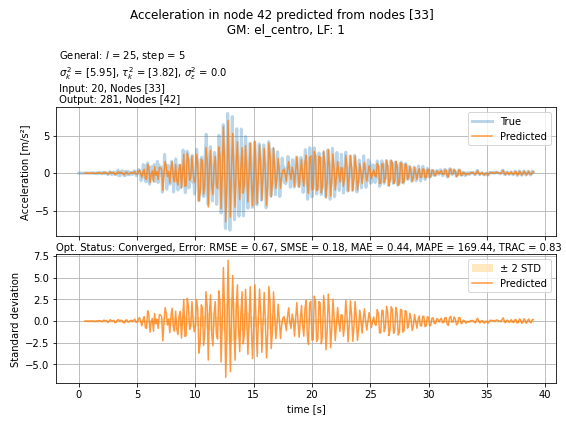 Acceleration in node 42 predicted from nodes [33]
GM: el_centro, LF: 1
General: l = 25, step = 5
σ²ₖ = [5.95], τ²ₖ = [3.82], σ²ε = 0.0
Input: 20, Nodes [33]
Output: 281, Nodes [42]
Acceleration [m/s²]
5
0
−5
True
Predicted
Opt. Status: Converged, Error: RMSE = 0.67, SMSE = 0.18, MAE = 0.44, MAPE = 169.44, TRAC = 0.83
Standard deviation
7.5
5.0
2.5
0.0
−2.5
−5.0
± 2 STD
Predicted
0 5 10 15 20 25 30 35 40
time [s]